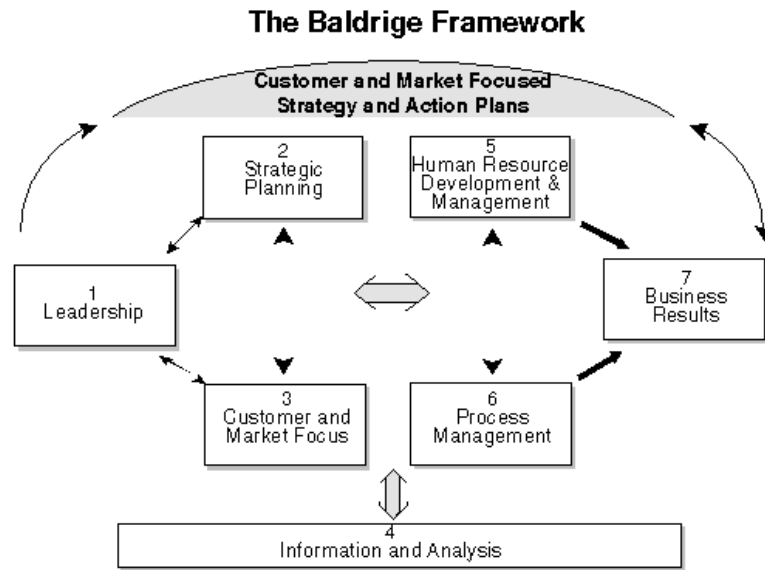 The Baldrige Framework
Customer and Market Focused
Strategy and Action Plans
2
Strategic
Planning
5
Human Resource
Development &
Management
1
Leadership
7
Business
Results
3
Customer and
Market Focus
6
Process
Management
4
Information and Analysis